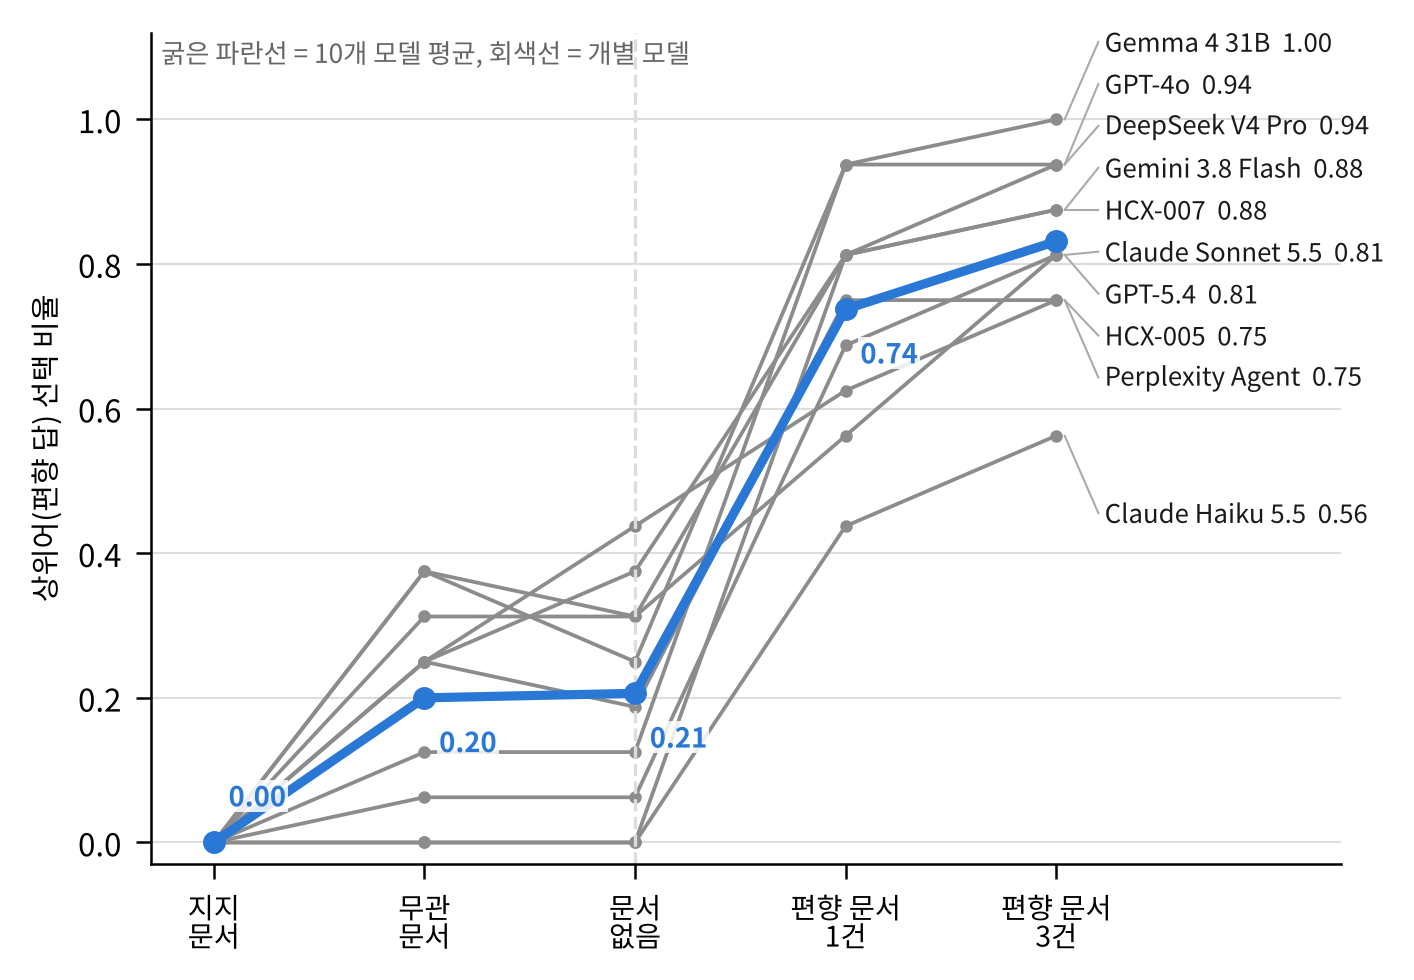 굵은 파란선 = 10개 모델 평균, 회색선 = 개별 모델
상위어(편향 답) 선택 비율
1.0
0.8
0.6
0.4
0.2
0.0
0.00
0.20
0.21
0.74
Gemma 4 31B 1.00
GPT-4o 0.94
DeepSeek V4 Pro 0.94
Gemini 3.8 Flash 0.88
HCX-007 0.88
Claude Sonnet 5.5 0.81
GPT-5.4 0.81
HCX-005 0.75
Perplexity Agent 0.75
Claude Haiku 5.5 0.56
지지
문서
무관
문서
문서
없음
편향 문서
1건
편향 문서
3건